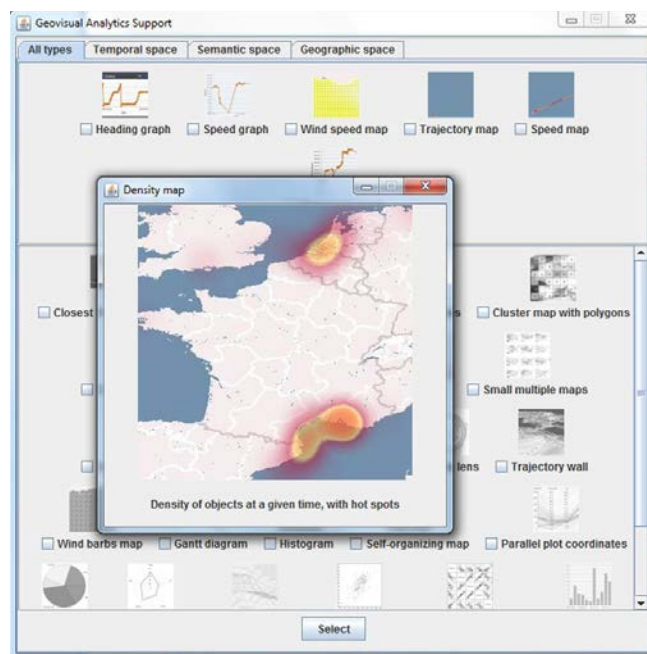 Geovisual Analytics Support
All types Temporal space Semantic space Geographic space
Heading graph Speed graph Wind speed map Trajectory map Speed map
Density map
Closest
Cluster map with polygons
Small multiple maps
lens Trajectory wall
Density of objects at a given time, with hot spots
Wind barbs map Gantt diagram Histogram Self-organizing map Parallel plot coordinates
Select